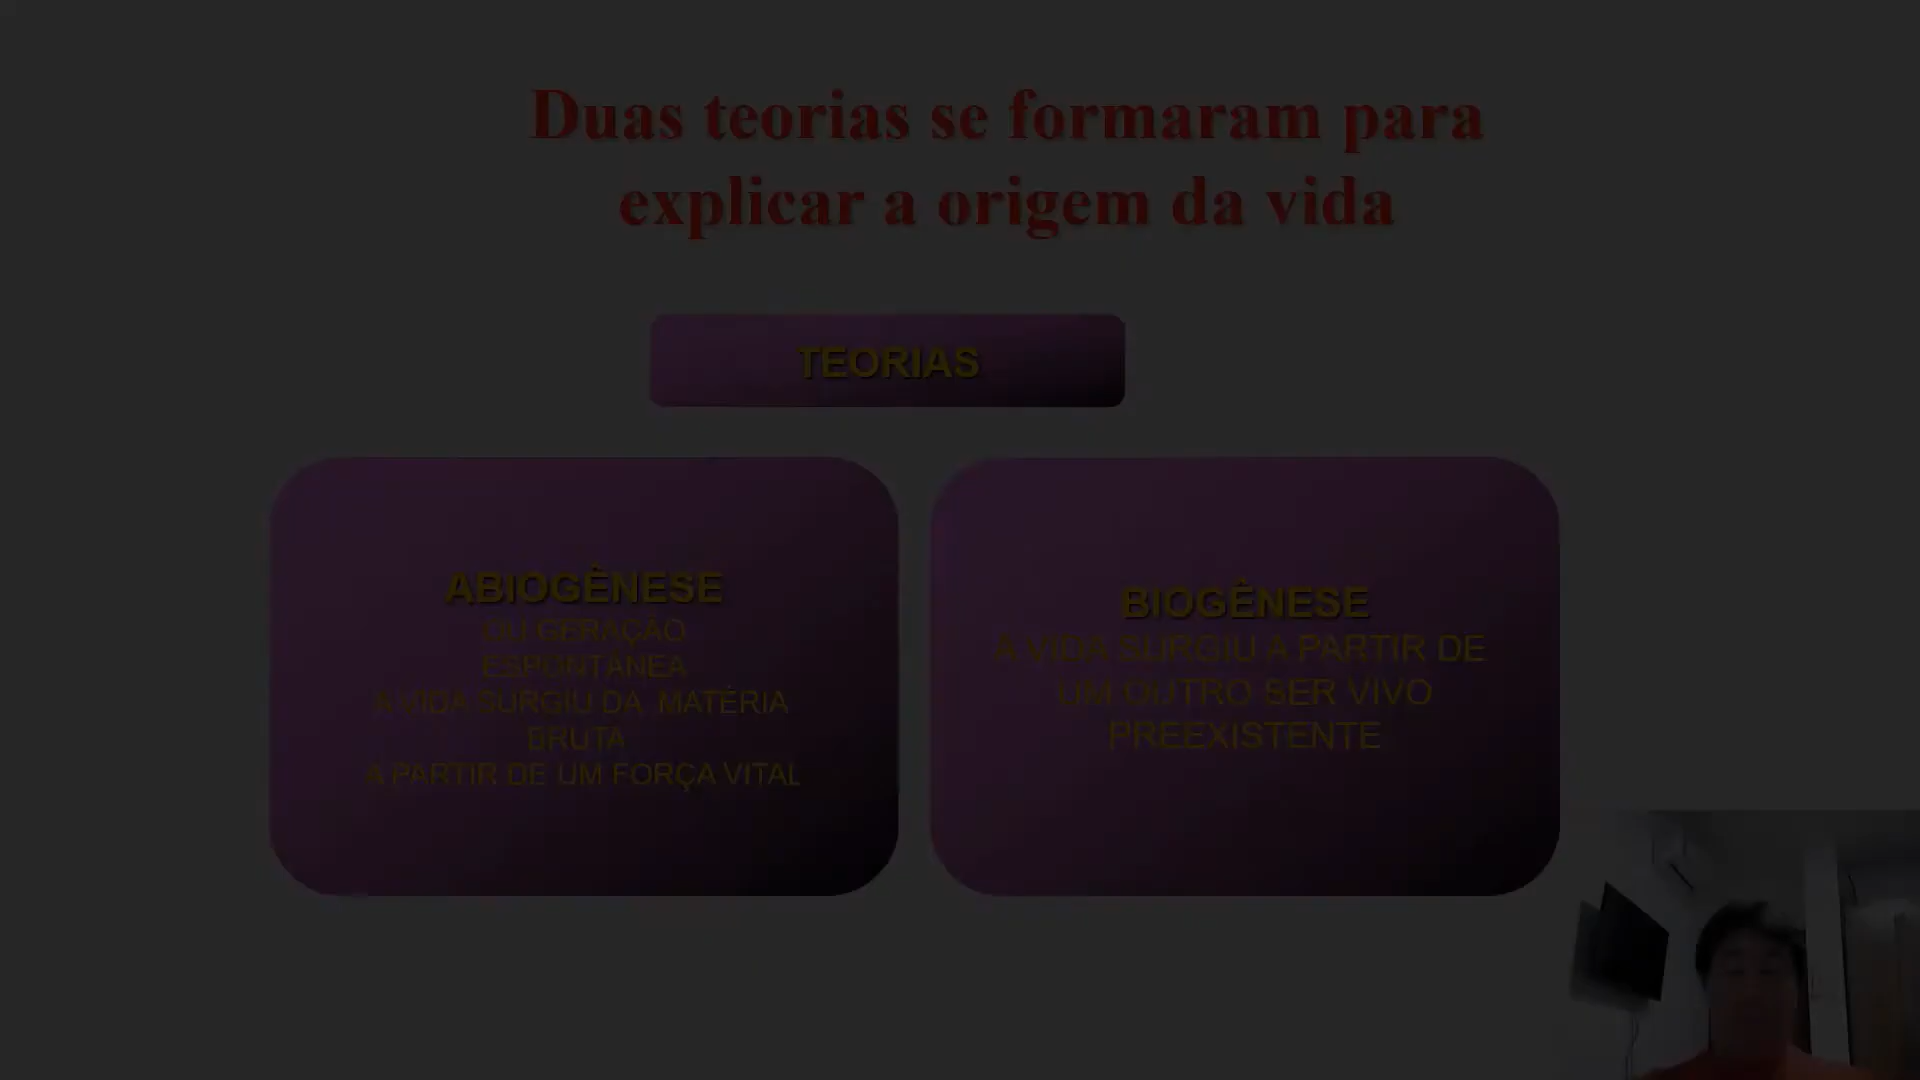 Duas teorias se formaram para
explicar a origem da vida
TEORIAS
ABIOGÊNESE
OU GERAÇÃO
ESPONTÂNEA
A VIDA SURGIU DA MATÉRIA
BRUTA
A PARTIR DE UM FORÇA VITAL
BIOGÊNESE
A VIDA SURGIU A PARTIR DE
UM OUTRO SER VIVO
PREEXISTENTE